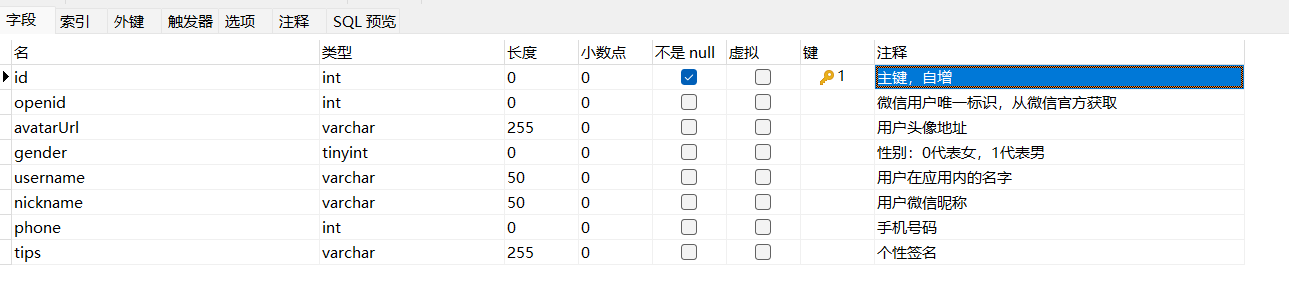 字段 索引 外键 触发器 选项 注释 SQL 预览
名 类型 长度 小数点 不是 null 虚拟 键 注释
id int 0 0 1 主键，自增
openid int 0 0 微信用户唯一标识，从微信官方获取
avatarUrl varchar 255 0 用户头像地址
gender tinyint 0 0 性别：0代表女，1代表男
username varchar 50 0 用户在应用内的名字
nickname varchar 50 0 用户微信昵称
phone int 0 0 手机号码
tips varchar 255 0 个性签名